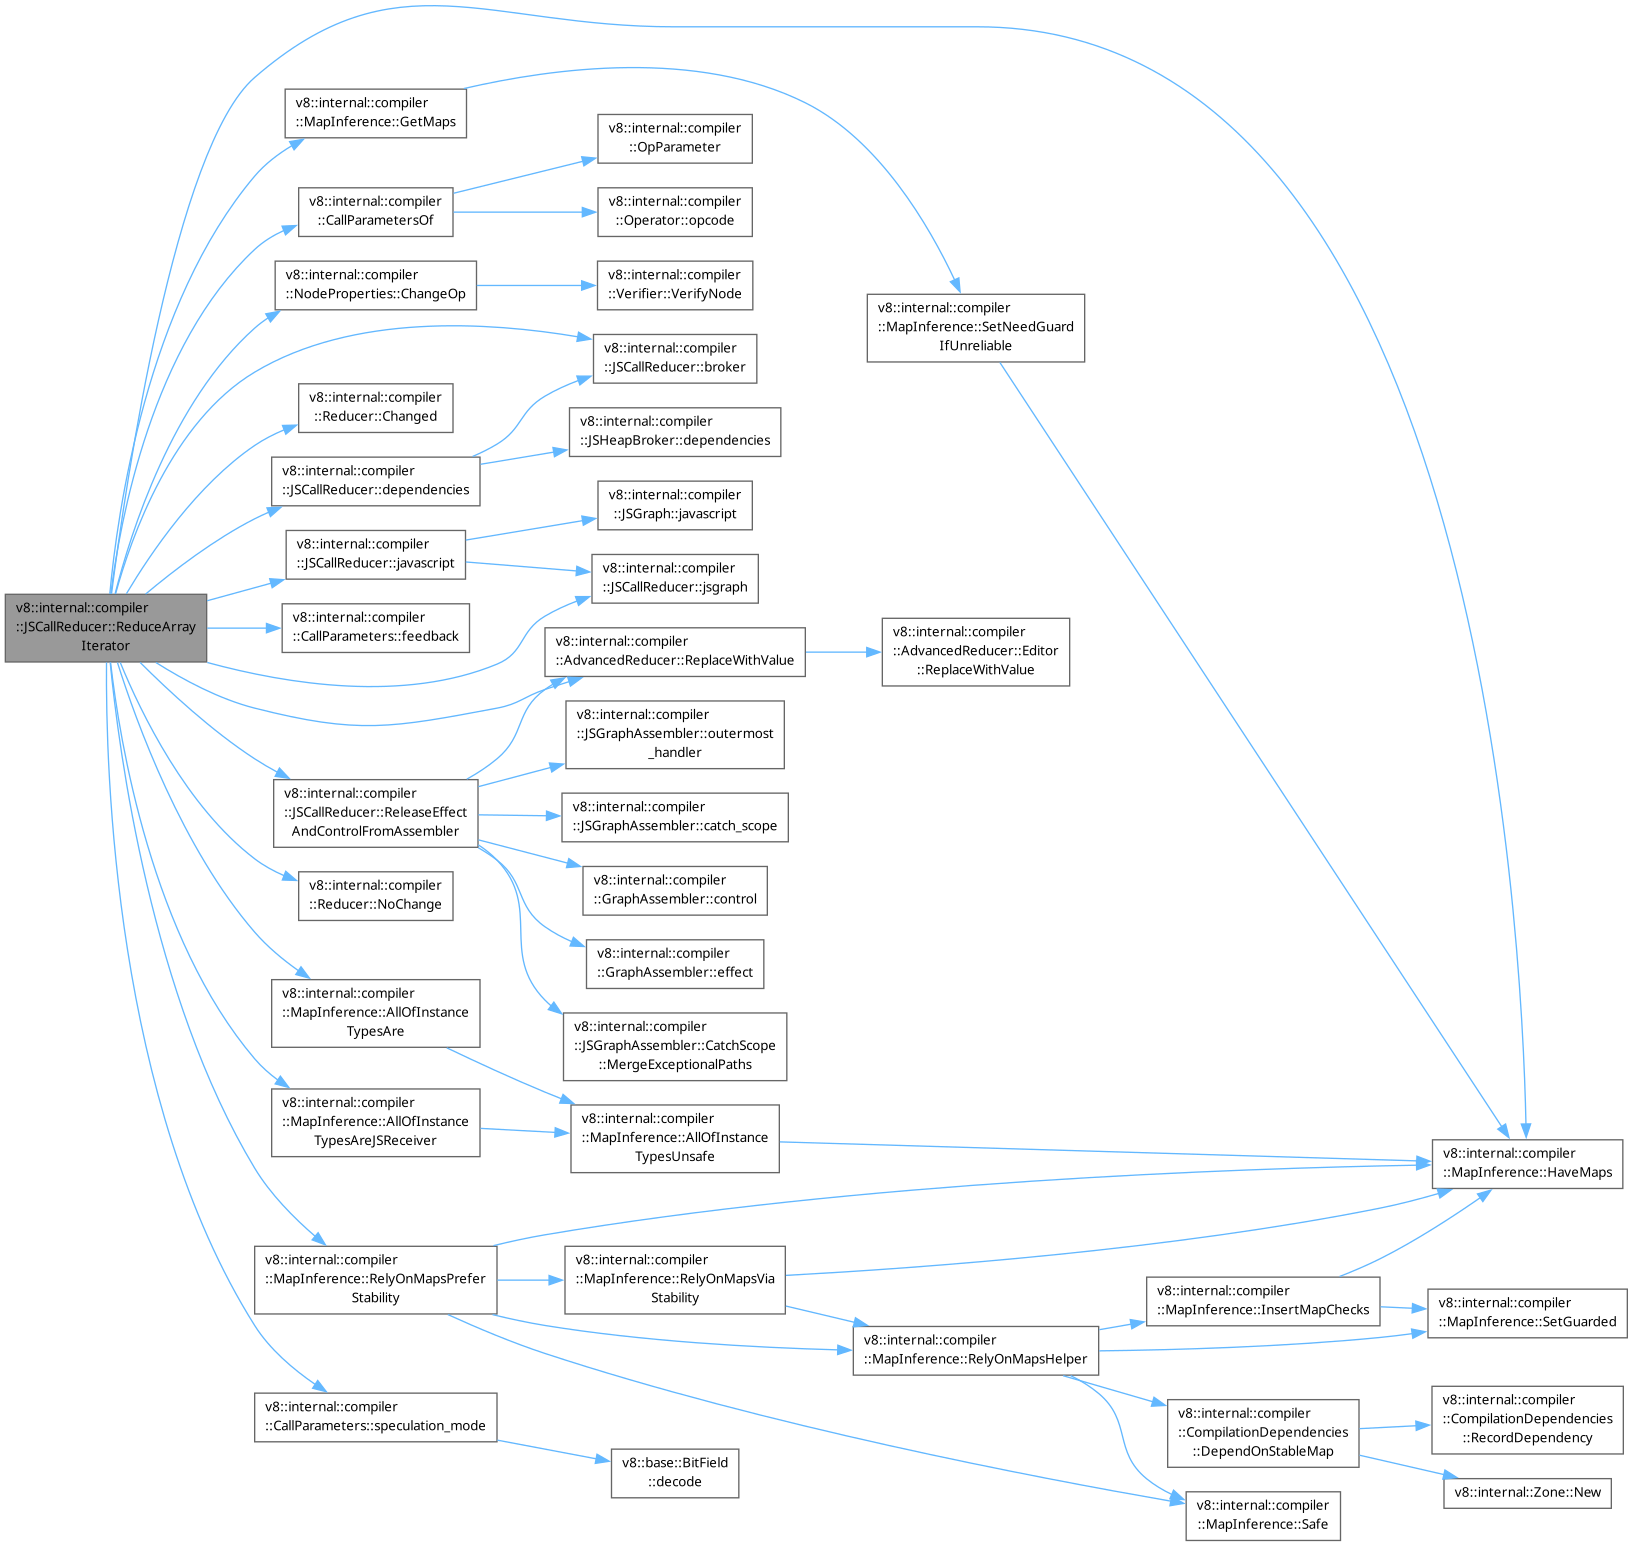 v8::internal::compiler
::JSCallReducer::ReduceArray
Iterator
v8::internal::compiler
::MapInference::GetMaps
v8::internal::compiler
::CallParametersOf
v8::internal::compiler
::NodeProperties::ChangeOp
v8::internal::compiler
::Reducer::Changed
v8::internal::compiler
::JSCallReducer::dependencies
v8::internal::compiler
::JSCallReducer::javascript
v8::internal::compiler
::CallParameters::feedback
v8::internal::compiler
::JSCallReducer::ReleaseEffect
AndControlFromAssembler
v8::internal::compiler
::Reducer::NoChange
v8::internal::compiler
::MapInference::AllOfInstance
TypesAre
v8::internal::compiler
::MapInference::AllOfInstance
TypesAreJSReceiver
v8::internal::compiler
::MapInference::RelyOnMapsPrefer
Stability
v8::internal::compiler
::CallParameters::speculation_mode
v8::internal::compiler
::OpParameter
v8::internal::compiler
::Operator::opcode
v8::internal::compiler
::Verifier::VerifyNode
v8::internal::compiler
::JSCallReducer::broker
v8::internal::compiler
::JSHeapBroker::dependencies
v8::internal::compiler
::JSGraph::javascript
v8::internal::compiler
::JSCallReducer::jsgraph
v8::internal::compiler
::AdvancedReducer::ReplaceWithValue
v8::internal::compiler
::JSGraphAssembler::outermost
_handler
v8::internal::compiler
::JSGraphAssembler::catch_scope
v8::internal::compiler
::GraphAssembler::control
v8::internal::compiler
::GraphAssembler::effect
v8::internal::compiler
::JSGraphAssembler::CatchScope
::MergeExceptionalPaths
v8::internal::compiler
::MapInference::AllOfInstance
TypesUnsafe
v8::internal::compiler
::MapInference::RelyOnMapsVia
Stability
v8::base::BitField
::decode
v8::internal::compiler
::MapInference::SetNeedGuard
IfUnreliable
v8::internal::compiler
::AdvancedReducer::Editor
::ReplaceWithValue
v8::internal::compiler
::MapInference::RelyOnMapsHelper
v8::internal::compiler
::MapInference::InsertMapChecks
v8::internal::compiler
::CompilationDependencies
::DependOnStableMap
v8::internal::compiler
::MapInference::Safe
v8::internal::compiler
::MapInference::HaveMaps
v8::internal::compiler
::MapInference::SetGuarded
v8::internal::compiler
::CompilationDependencies
::RecordDependency
v8::internal::Zone::New